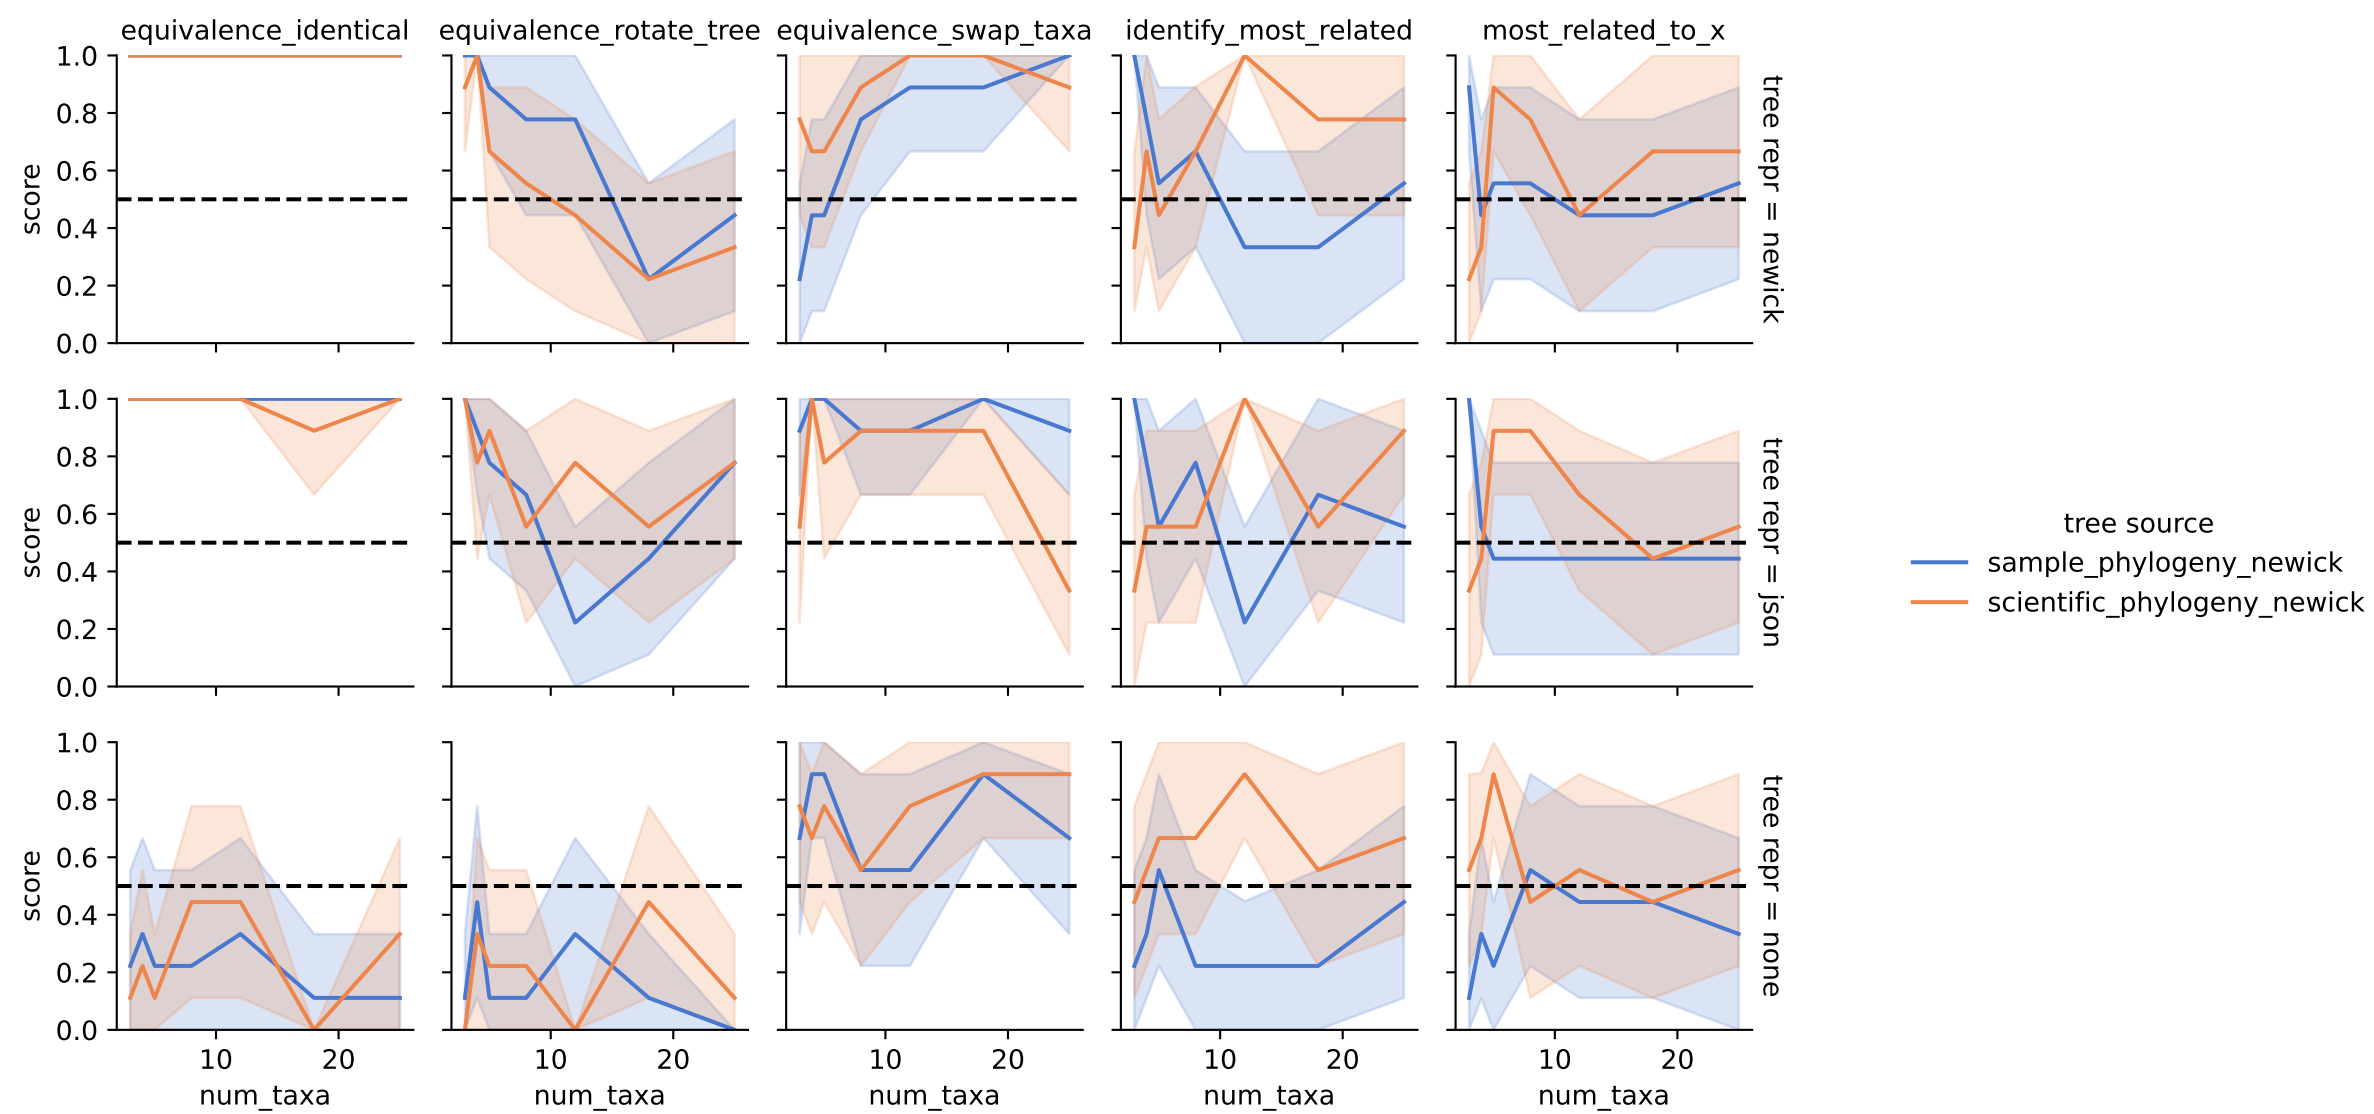 equivalence_identical equivalence_rotate_tree equivalence_swap_taxa identify_most_related most_related_to_x
1.0
0.8
0.6
0.4
0.2
0.0
score
tree repr = newick
1.0
0.8
0.6
0.4
0.2
0.0
score
tree repr = json
tree source
sample_phylogeny_newick
scientific_phylogeny_newick
1.0
0.8
0.6
0.4
0.2
0.0
score
tree repr = none
10 20 10 20 10 20 10 20 10 20
num_taxa num_taxa num_taxa num_taxa num_taxa